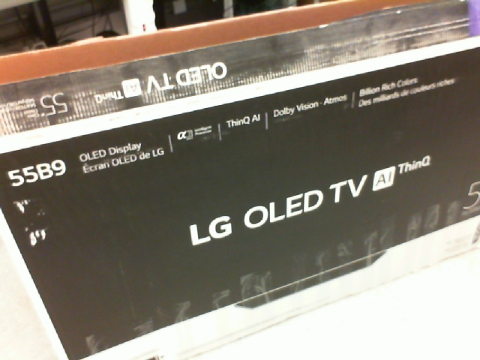 OLED TV AI ThinQ
55
55B9
OLED Display
Écran OLED de LG
α
ThinQ AI
Dolby Vision · Atmos
Billion Rich Colors
Des milliards de couleurs riches
LG OLED TV AI ThinQ
5